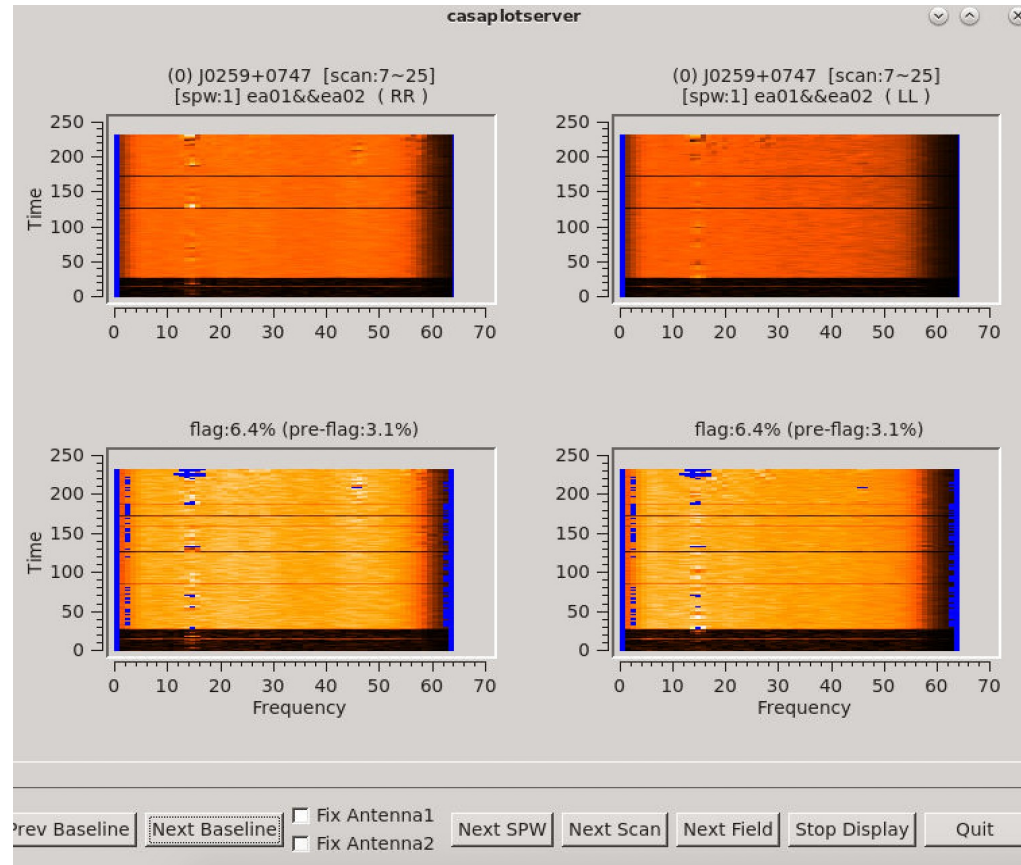 casaplotserver
(0) J0259+0747 [scan:7~25]
[spw:1] ea01&&ea02 ( RR )
250
200
150
100
50
0
Time
0 10 20 30 40 50 60 70
(0) J0259+0747 [scan:7~25]
[spw:1] ea01&&ea02 ( LL )
250
200
150
100
50
0
0 10 20 30 40 50 60 70
flag:6.4% (pre-flag:3.1%)
250
200
150
100
50
0
Time
0 10 20 30 40 50 60 70
Frequency
flag:6.4% (pre-flag:3.1%)
250
200
150
100
50
0
0 10 20 30 40 50 60 70
Frequency
Prev Baseline
Next Baseline
Fix Antenna1
Fix Antenna2
Next SPW
Next Scan
Next Field
Stop Display
Quit